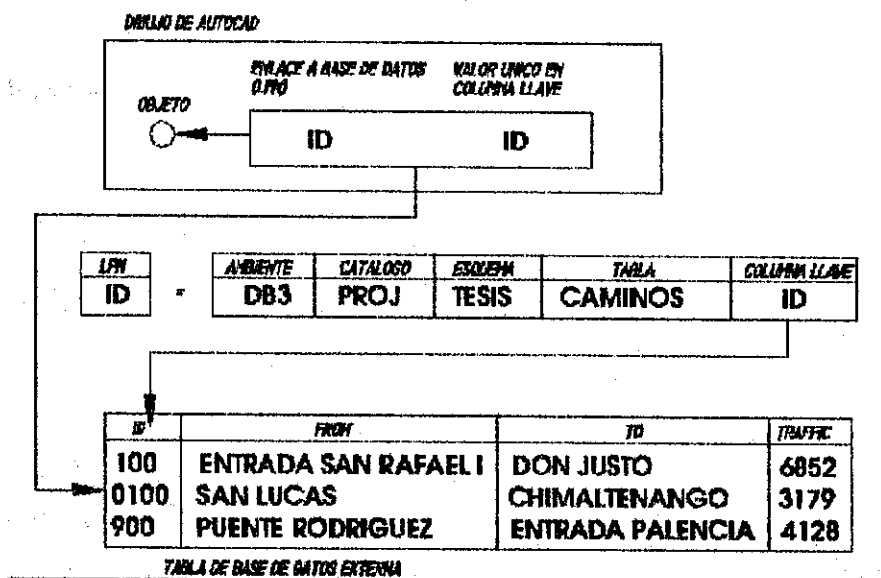 DIBUJO DE AUTOCAD
ENLACE A BASE DE DATOS VALOR UNICO EN
COLUMNA LLAVE
OBJETO
ID ID
LPN AMBIENTE CATALOGO ESQUEMA TABLA COLUMNA LLAVE
ID = DB3 PROJ TESIS CAMINOS ID
ID FROM TO TRAFFIC
100 ENTRADA SAN RAFAEL I DON JUSTO 6852
0100 SAN LUCAS CHIMALTENANGO 3179
900 PUENTE RODRIGUEZ ENTRADA PALENCIA 4128
TABLA DE BASE DE DATOS EXTERNA